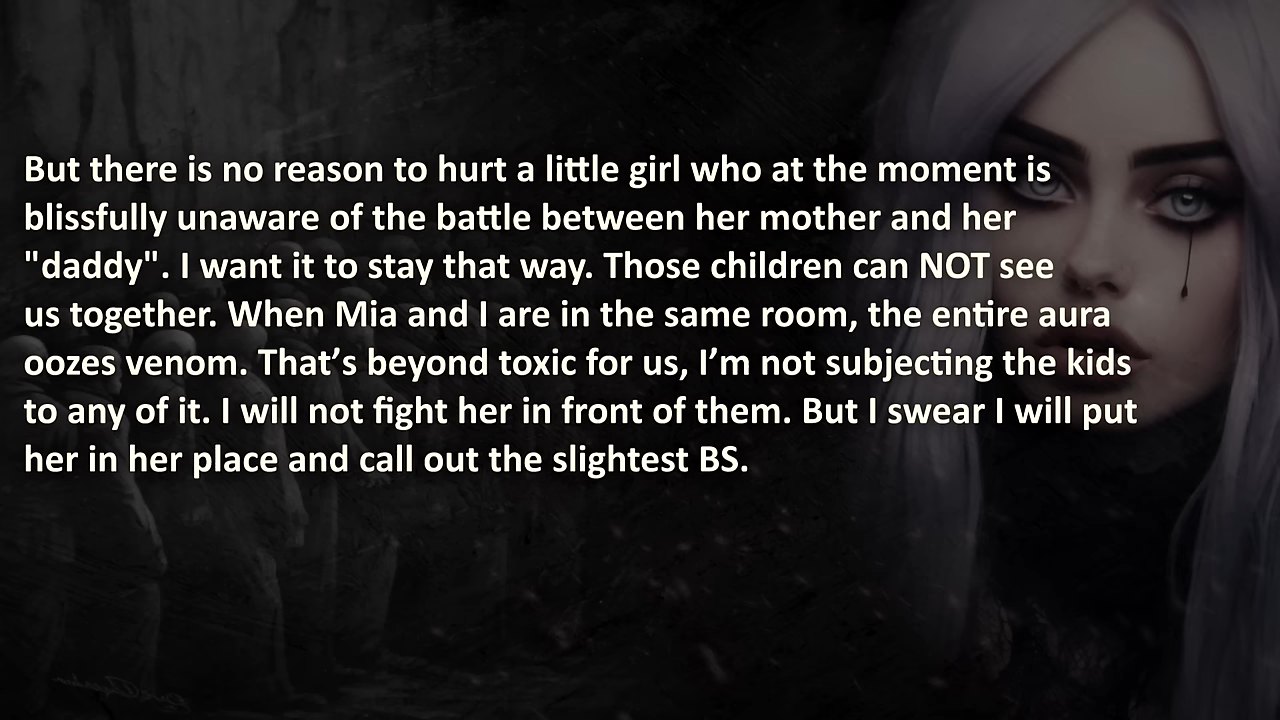 But there is no reason to hurt a little girl who at the moment is
blissfully unaware of the battle between her mother and her
"daddy". I want it to stay that way. Those children can NOT see
us together. When Mia and I are in the same room, the entire aura
oozes venom. That’s beyond toxic for us, I’m not subjecting the kids
to any of it. I will not fight her in front of them. But I swear I will put
her in her place and call out the slightest BS.